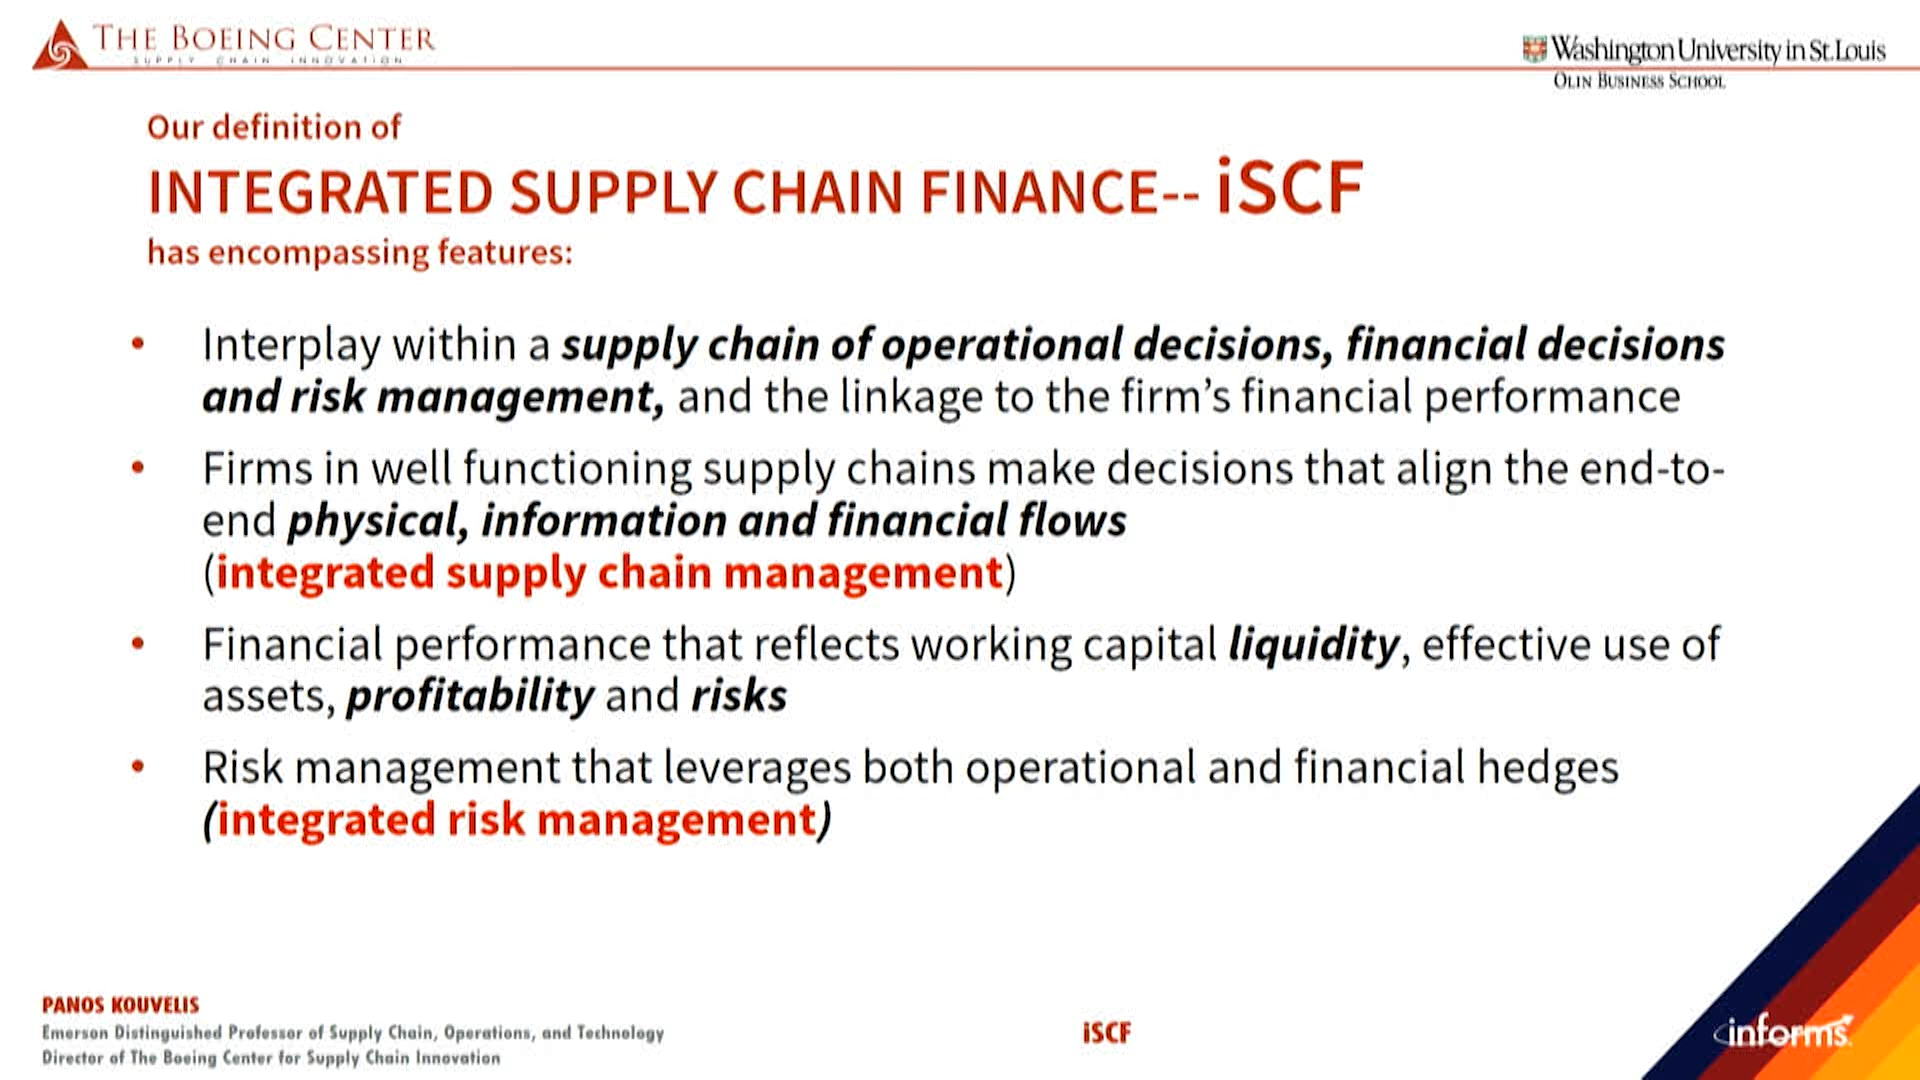 THE BOEING CENTER
SUPPLY CHAIN INNOVATION
Washington University in St. Louis
OLIN BUSINESS SCHOOL
Our definition of
INTEGRATED SUPPLY CHAIN FINANCE-- iSCF
has encompassing features:
• Interplay within a supply chain of operational decisions, financial decisions
and risk management, and the linkage to the firm’s financial performance
• Firms in well functioning supply chains make decisions that align the end-to-
end physical, information and financial flows
(integrated supply chain management)
• Financial performance that reflects working capital liquidity, effective use of
assets, profitability and risks
• Risk management that leverages both operational and financial hedges
(integrated risk management)
PANOS KOUVELIS
Emerson Distinguished Professor of Supply Chain, Operations, and Technology
Director of The Boeing Center for Supply Chain Innovation
iSCF
informs